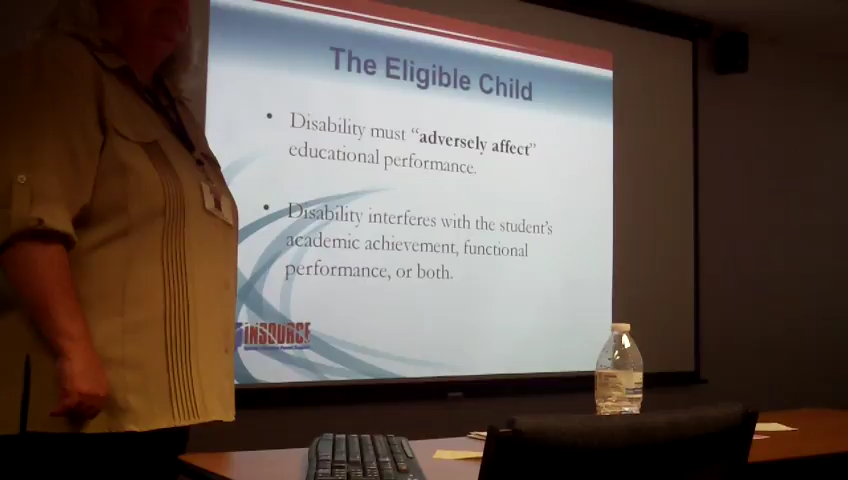 The Eligible Child
• Disability must “adversely affect”
educational performance.
• Disability interferes with the student’s
academic achievement, functional
performance, or both.
INSOURCE